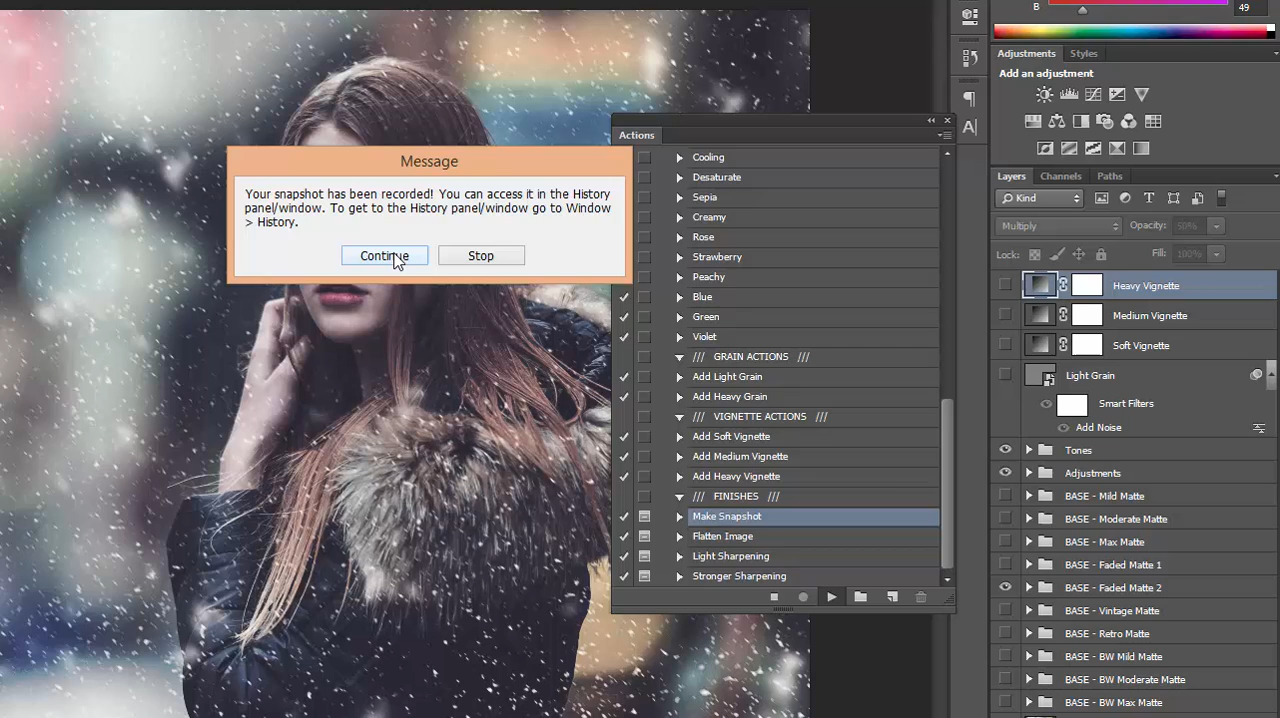 B
49
Adjustments
Styles
Add an adjustment
Layers
Channels
Paths
Kind
Multiply
Opacity:
50%
Lock:
Fill:
100%
Heavy Vignette
Medium Vignette
Soft Vignette
Light Grain
Smart Filters
Add Noise
Tones
Adjustments
BASE - Mild Matte
BASE - Moderate Matte
BASE - Max Matte
BASE - Faded Matte 1
BASE - Faded Matte 2
BASE - Vintage Matte
BASE - Retro Matte
BASE - BW Mild Matte
BASE - BW Moderate Matte
BASE - BW Max Matte
Actions
Cooling
Desaturate
Sepia
Creamy
Rose
Strawberry
Peachy
Blue
Green
Violet
/// GRAIN ACTIONS ///
Add Light Grain
Add Heavy Grain
/// VIGNETTE ACTIONS ///
Add Soft Vignette
Add Medium Vignette
Add Heavy Vignette
/// FINISHES ///
Make Snapshot
Flatten Image
Light Sharpening
Stronger Sharpening
Message
Your snapshot has been recorded! You can access it in the History
panel/window. To get to the History panel/window go to Window
> History.
Continue
Stop